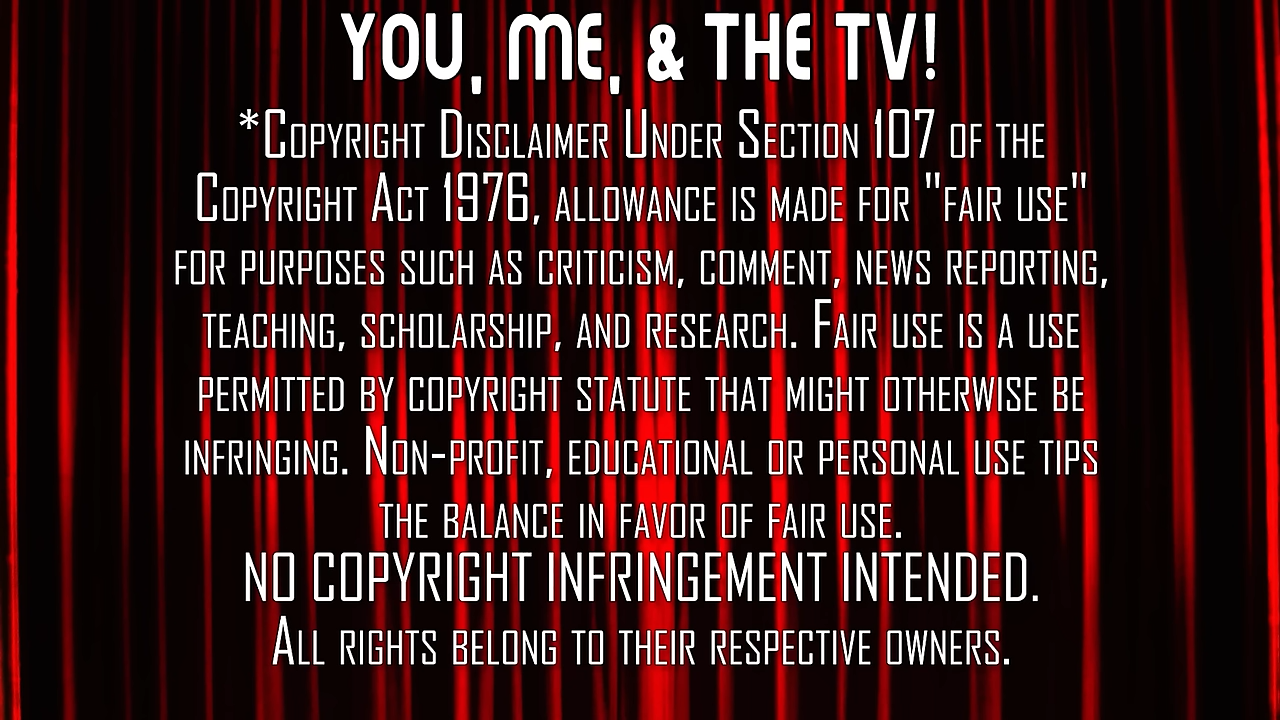 YOU, ME, & THE TV!
*Copyright Disclaimer Under Section 107 of the
Copyright Act 1976, allowance is made for "fair use"
for purposes such as criticism, comment, news reporting,
teaching, scholarship, and research. Fair use is a use
permitted by copyright statute that might otherwise be
infringing. Non-profit, educational or personal use tips
the balance in favor of fair use.
NO COPYRIGHT INFRINGEMENT INTENDED.
All rights belong to their respective owners.